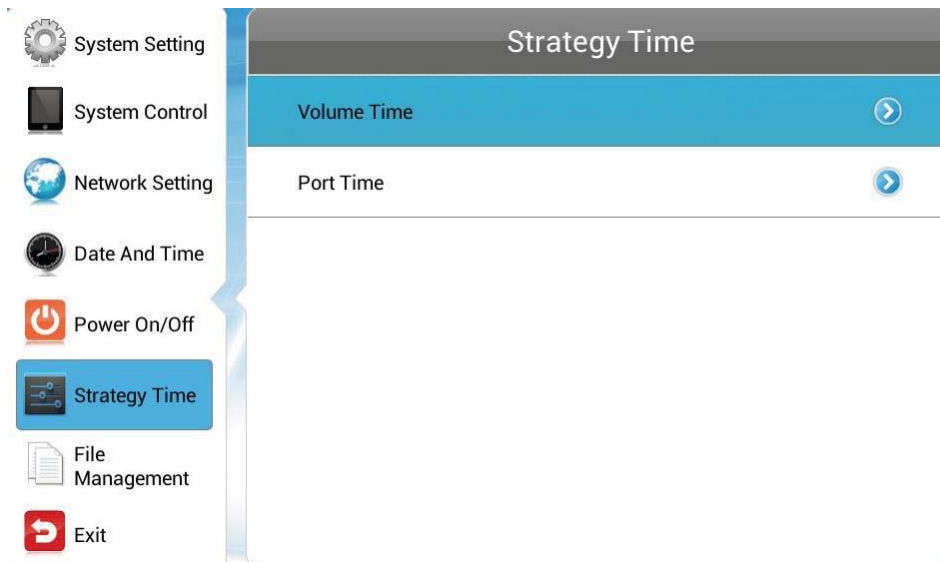 System Setting
System Control
Network Setting
Date And Time
Power On/Off
Strategy Time
File
Management
Exit
Strategy Time
Volume Time
Port Time